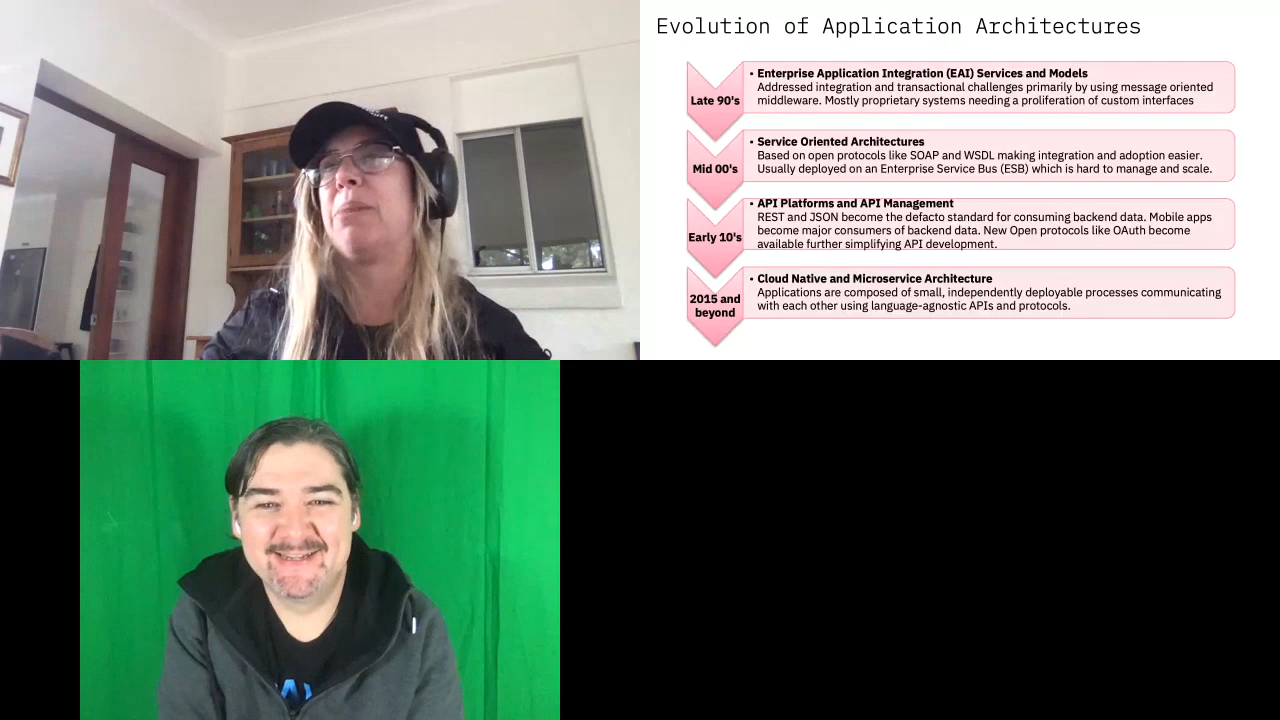 Evolution of Application Architectures
Late 90's
• Enterprise Application Integration (EAI) Services and Models
Addressed integration and transactional challenges primarily by using message oriented
middleware. Mostly proprietary systems needing a proliferation of custom interfaces
Mid 00's
• Service Oriented Architectures
Based on open protocols like SOAP and WSDL making integration and adoption easier.
Usually deployed on an Enterprise Service Bus (ESB) which is hard to manage and scale.
Early 10's
• API Platforms and API Management
REST and JSON become the defacto standard for consuming backend data. Mobile apps
become major consumers of backend data. New Open protocols like OAuth become
available further simplifying API development.
2015 and
beyond
• Cloud Native and Microservice Architecture
Applications are composed of small, independently deployable processes communicating
with each other using language-agnostic APIs and protocols.